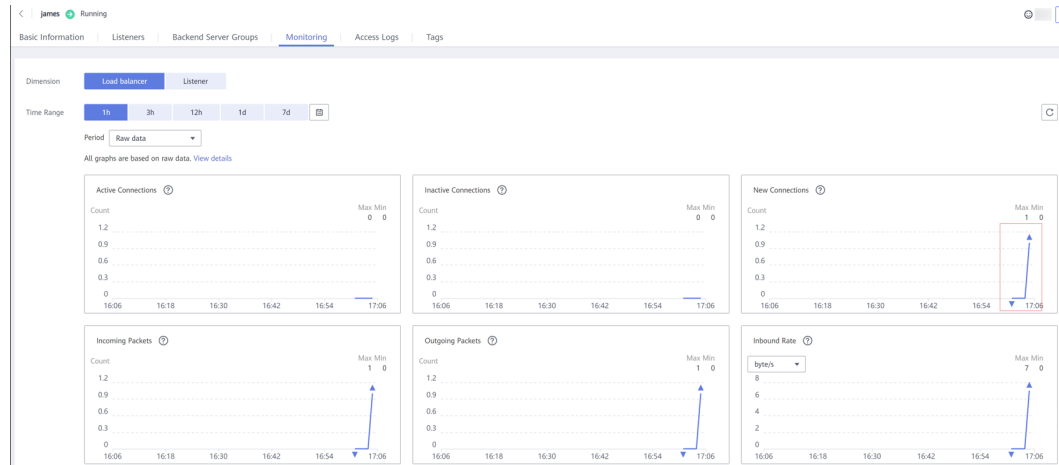 james Running
Basic Information Listeners Backend Server Groups Monitoring Access Logs Tags
Dimension Load balancer Listener
Time Range 1h 3h 12h 1d 7d
Period Raw data
All graphs are based on raw data. View details
Active Connections
Count Max Min
0 0
1.2
0.9
0.6
0.3
0
16:06 16:18 16:30 16:42 16:54 17:06
Inactive Connections
Count Max Min
0 0
1.2
0.9
0.6
0.3
0
16:06 16:18 16:30 16:42 16:54 17:06
New Connections
Count Max Min
1 0
1.2
0.9
0.6
0.3
0
16:06 16:18 16:30 16:42 16:54 17:06
Incoming Packets
Count Max Min
1 0
1.2
0.9
0.6
0.3
0
16:06 16:18 16:30 16:42 16:54 17:06
Outgoing Packets
Count Max Min
1 0
1.2
0.9
0.6
0.3
0
16:06 16:18 16:30 16:42 16:54 17:06
Inbound Rate
byte/s Max Min
7 0
8
6
4
2
0
16:06 16:18 16:30 16:42 16:54 17:06